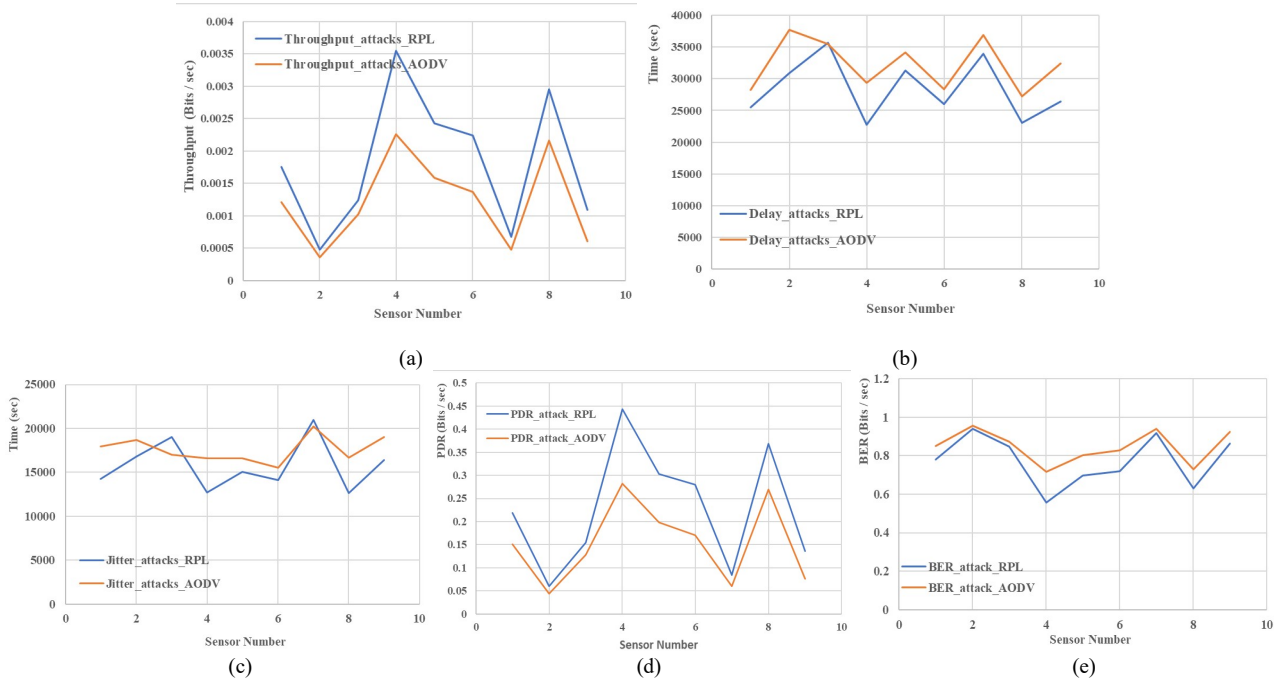 0.004
0.0035
0.003
0.0025
0.002
0.0015
0.001
0.0005
0
Throughput (Bits / sec)
Throughput_attacks_RPL
Throughput_attacks_AODV
0 2 4 6 8 10
Sensor Number
(a)
40000
35000
30000
25000
20000
15000
10000
5000
0
Time (sec)
Delay_attacks_RPL
Delay_attacks_AODV
0 2 4 6 8 10
Sensor Number
(b)
25000
20000
15000
10000
5000
0
Time (sec)
Jitter_attacks_RPL
Jitter_attacks_AODV
0 2 4 6 8 10
Sensor Number
(c)
0.5
0.45
0.4
0.35
0.3
0.25
0.2
0.15
0.1
0.05
0
PDR (Bits / sec)
PDR_attack_RPL
PDR_attack_AODV
0 2 4 6 8 10
Sensor Number
(d)
1.2
1
0.8
0.6
0.4
0.2
0
BER (Bits / sec)
BER_attack_RPL
BER_attack_AODV
0 2 4 6 8 10
Sensor Number
(e)